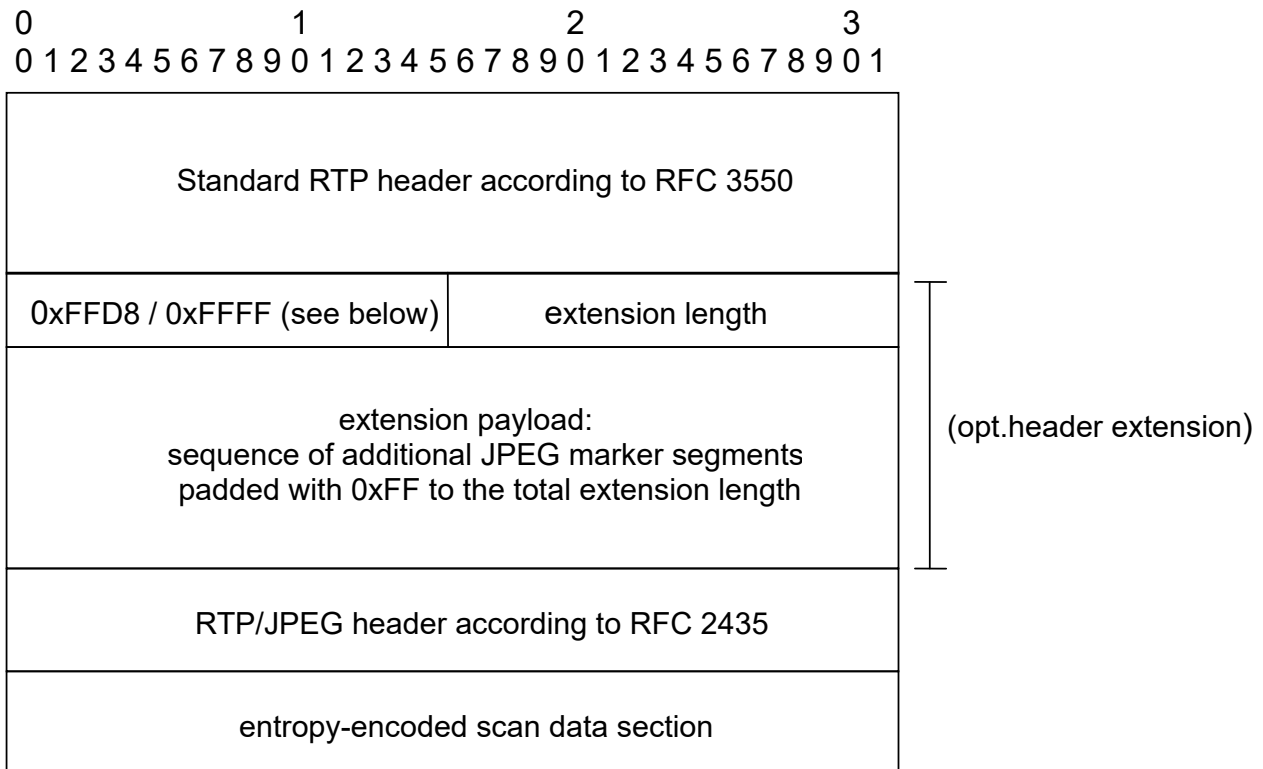 0 1 2 3
0 1 2 3 4 5 6 7 8 9 0 1 2 3 4 5 6 7 8 9 0 1 2 3 4 5 6 7 8 9 0 1
Standard RTP header according to RFC 3550
0xFFD8 / 0xFFFF (see below) extension length
extension payload:
sequence of additional JPEG marker segments
padded with 0xFF to the total extension length
(opt.header extension)
RTP/JPEG header according to RFC 2435
entropy-encoded scan data section